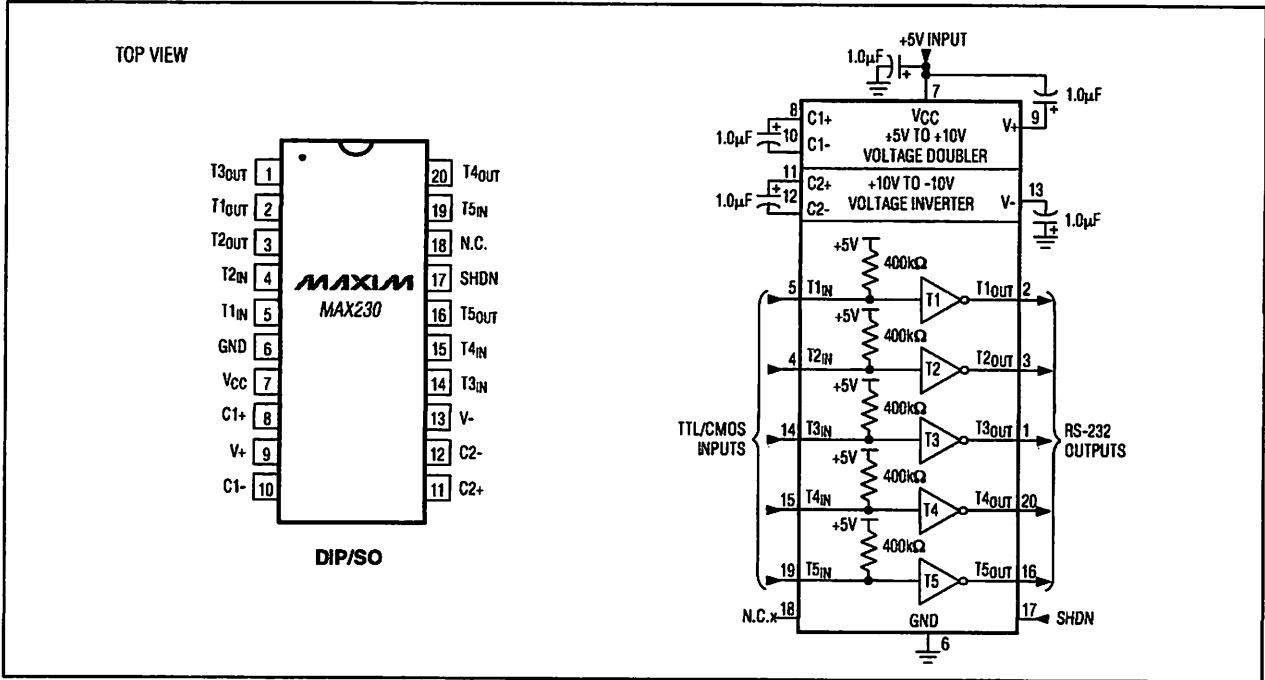 TOP VIEW
T3OUT 1
T1OUT 2
T2OUT 3
T2IN 4
T1IN 5
GND 6
VCC 7
C1+ 8
V+ 9
C1- 10
20 T4OUT
19 T5IN
18 N.C.
17 SHDN
16 T5OUT
15 T4IN
14 T3IN
13 V-
12 C2-
11 C2+
MAXIM
MAX230
DIP/SO
+5V INPUT
1.0µF
+
7
1.0µF
+
8 C1+
VCC
V+ 9
1.0µF
+
10 C1-
+5V TO +10V
VOLTAGE DOUBLER
11 C2+
+10V TO -10V
13
1.0µF
+
12 C2-
VOLTAGE INVERTER
V-
1.0µF
+
+5V
400kΩ
5 T1IN
T1
T1OUT 2
+5V
400kΩ
4 T2IN
T2
T2OUT 3
+5V
400kΩ
TTL/CMOS
INPUTS
14 T3IN
T3
T3OUT 1
RS-232
OUTPUTS
+5V
400kΩ
15 T4IN
T4
T4OUT 20
+5V
400kΩ
19 T5IN
T5
T5OUT 16
N.C.x 18
GND
17 SHDN
6